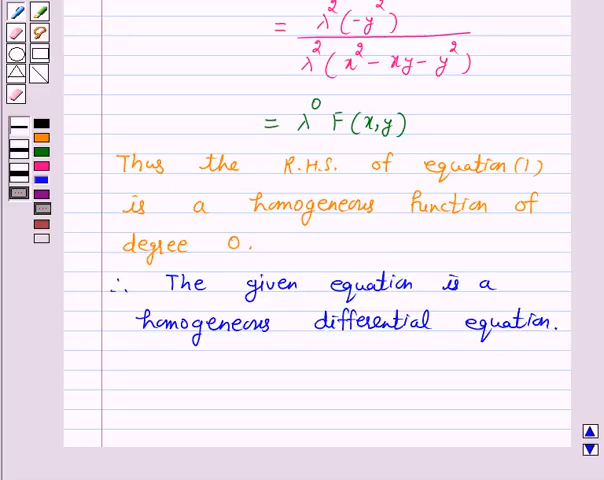 = λ²(-y²)
λ²(x² - xy - y²)
= λ⁰ F(x,y)
Thus the R.H.S. of equation(1)
is a homogeneous function of
degree 0.
∴ The given equation is a
homogeneous differential equation.